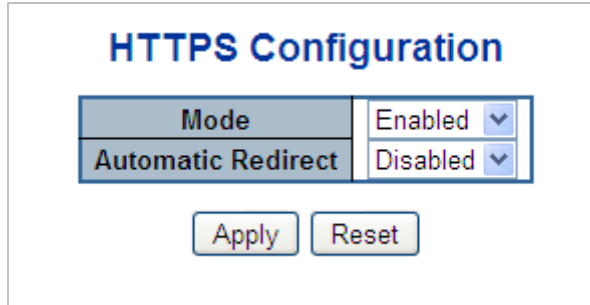 HTTPS Configuration
Mode Enabled
Automatic Redirect Disabled
Apply Reset